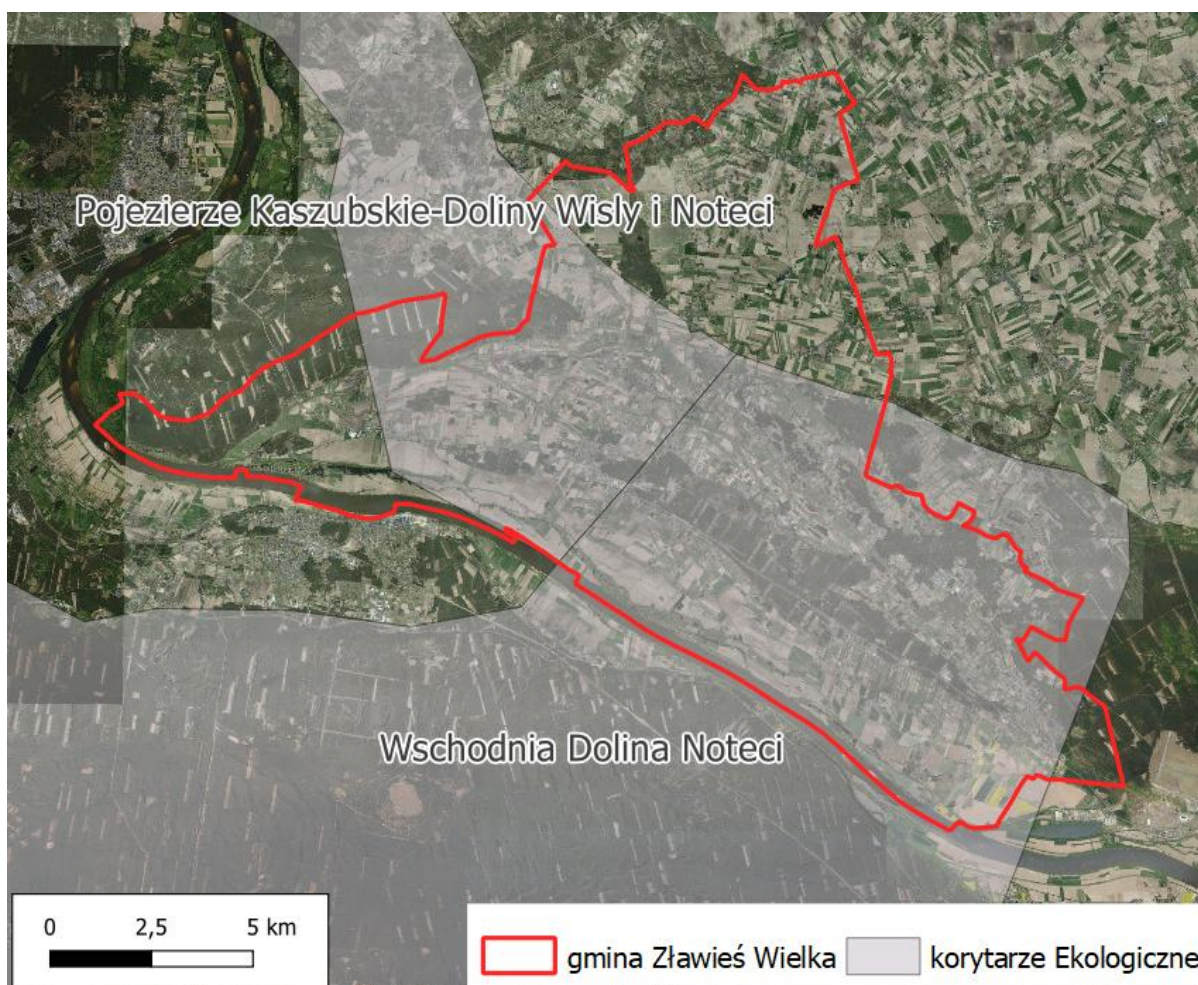 Pojezierze Kaszubskie-Doliny Wisly i Noteci
Wschodnia Dolina Noteci
0 2,5 5 km
gmina Zławieś Wielka korytarze Ekologiczne